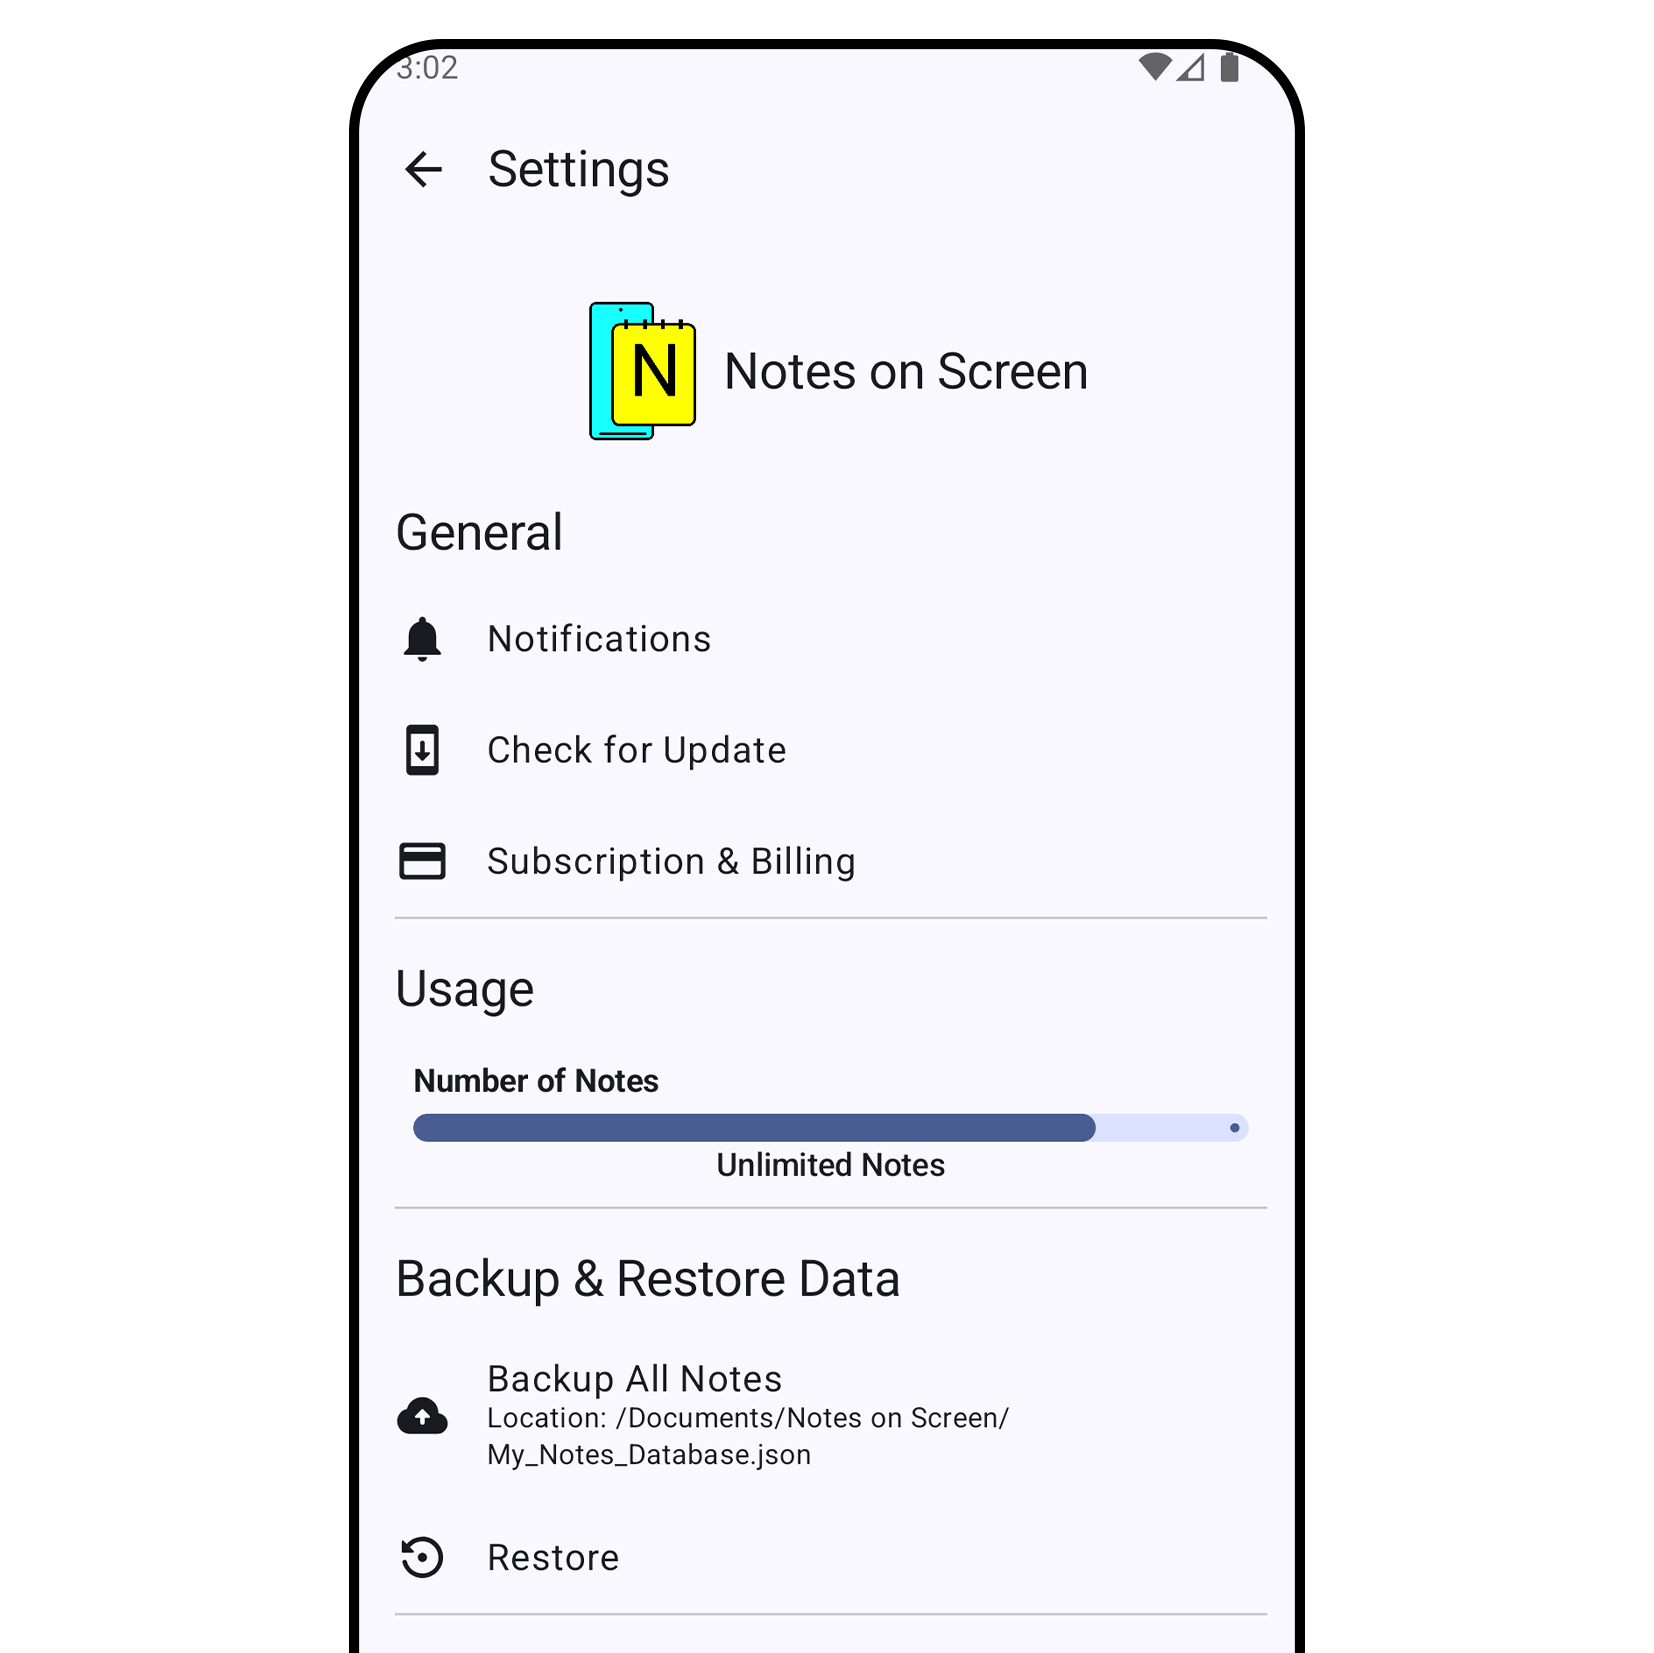 3:02
Settings
N
Notes on Screen
General
Notifications
Check for Update
Subscription & Billing
Usage
Number of Notes
Unlimited Notes
Backup & Restore Data
Backup All Notes
Location: /Documents/Notes on Screen/
My_Notes_Database.json
Restore